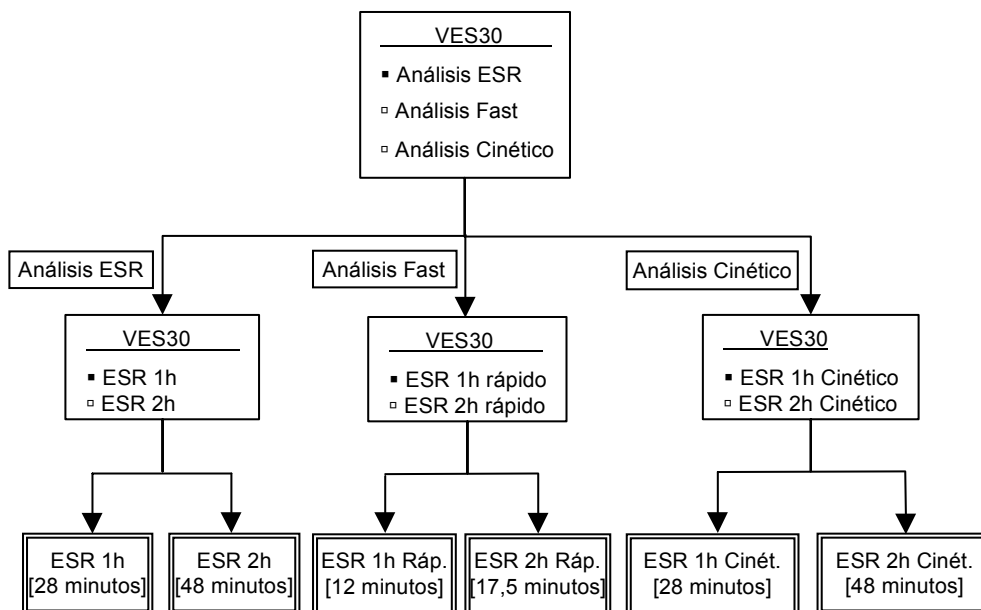 VES30
▪ Análisis ESR
▫ Análisis Fast
▫ Análisis Cinético
Análisis ESR
Análisis Fast
Análisis Cinético
VES30
▪ ESR 1h
▫ ESR 2h
VES30
▪ ESR 1h rápido
▫ ESR 2h rápido
VES30
▪ ESR 1h Cinético
▫ ESR 2h Cinético
ESR 1h
[28 minutos]
ESR 2h
[48 minutos]
ESR 1h Ráp.
[12 minutos]
ESR 2h Ráp.
[17,5 minutos]
ESR 1h Cinét.
[28 minutos]
ESR 2h Cinét.
[48 minutos]